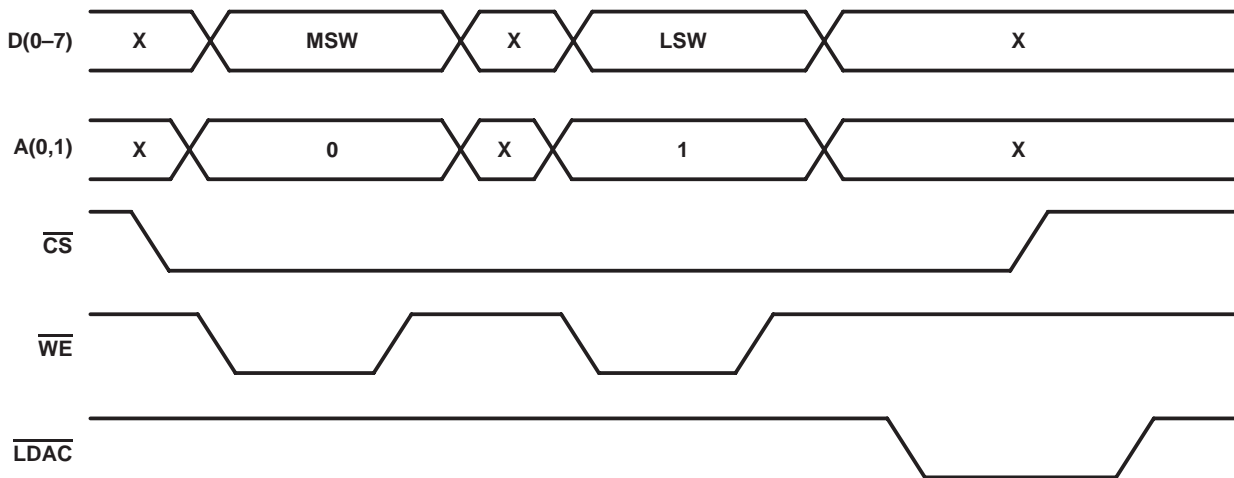 D(0–7) X MSW X LSW X
A(0,1) X 0 X 1 X
CS
WE
LDAC